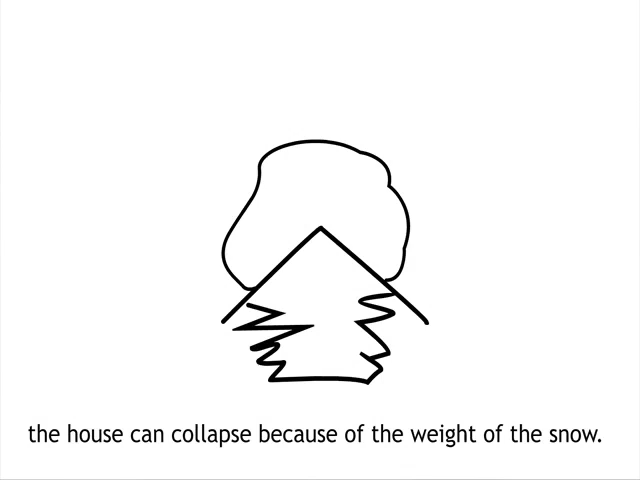 the house can collapse because of the weight of the snow.